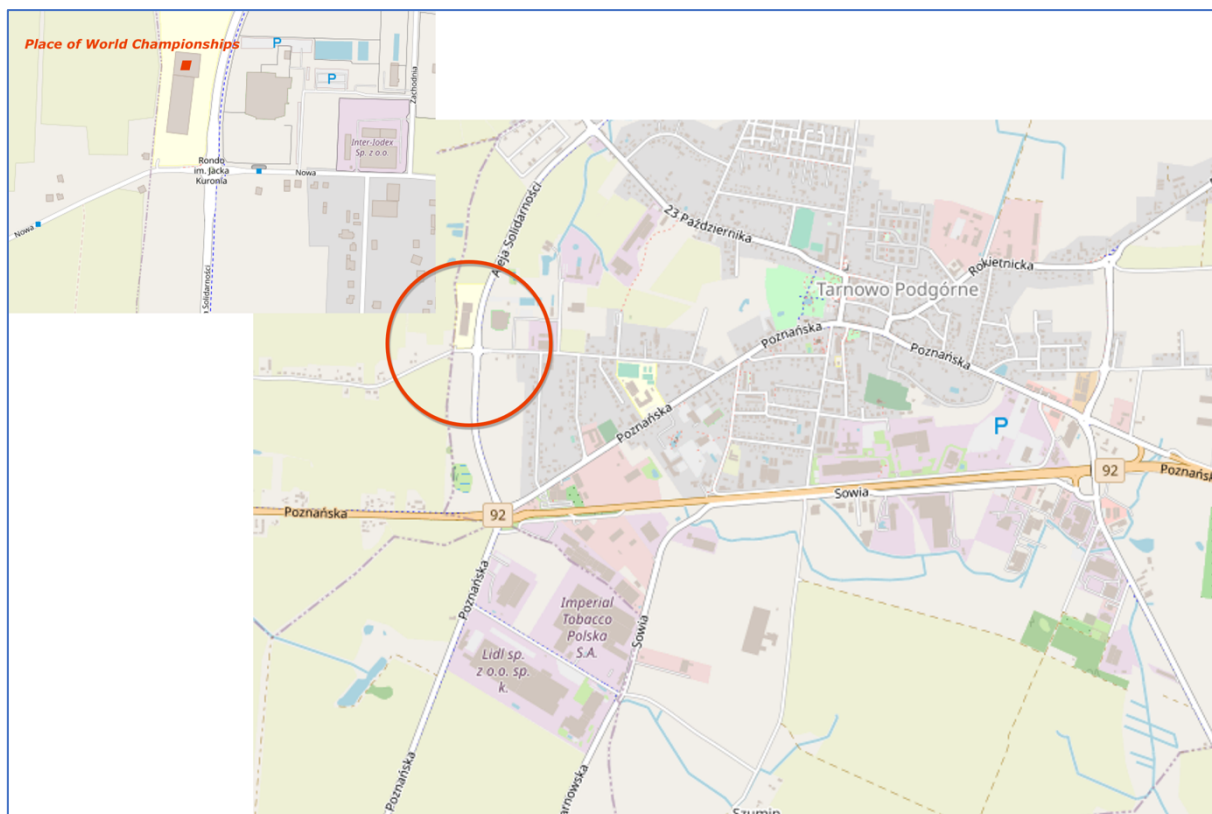 Place of World Championships
P
P
Zachodnia
Inter-Jodex
Sp. z o.o.
Rondo
im. Jacka
Kuronia
Nowa
Nowa
Solidarności
Aleja Solidarności
23 Października
Rokietnicka
Tarnowo Podgórne
Poznańska
Poznańska
Poznańska
P
92
Poznańska
Sowia
Poznańska
92
Poznańska
Imperial
Tobacco
Polska
S.A.
Sowia
Lidl sp.
z o.o. sp.
k.
Poznańska
arnowska
Szumin